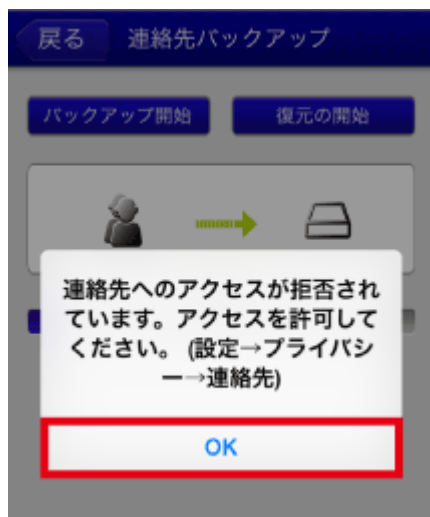 戻る 連絡先バックアップ
バックアップ開始 復元の開始
連絡先へのアクセスが拒否され
ています。アクセスを許可して
ください。 (設定→プライバシ
ー→連絡先)
OK